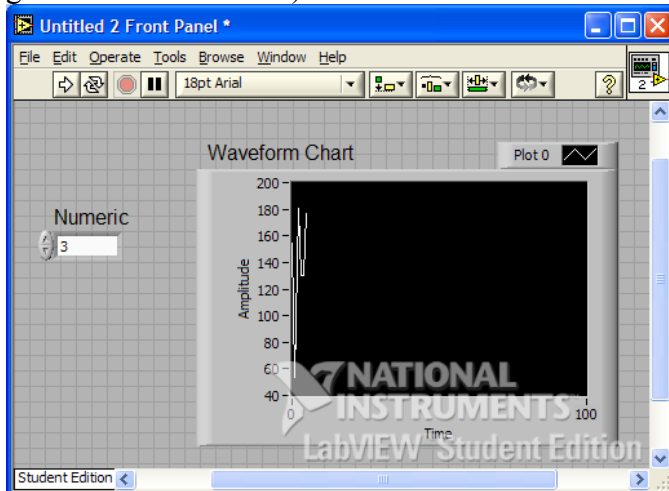 Untitled 2 Front Panel *
File Edit Operate Tools Browse Window Help
18pt Arial
2
Waveform Chart
Plot 0
Numeric
3
200
180
160
140
120
100
80
60
40
Amplitude
0
100
Time
NATIONAL
INSTRUMENTS
LabVIEW Student Edition
Student Edition